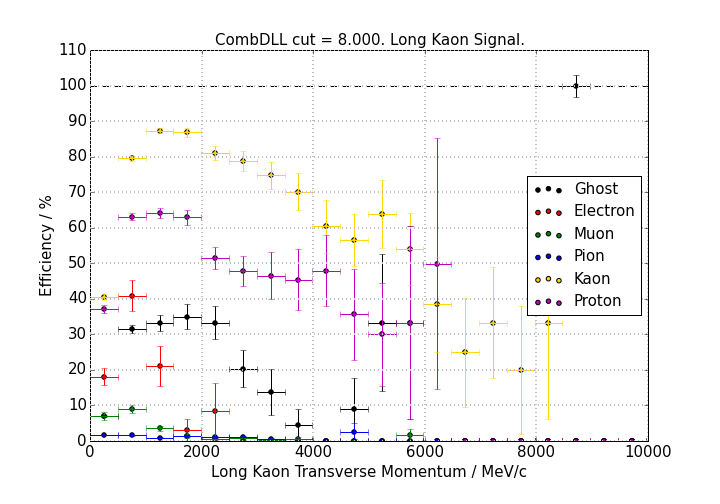 CombDLL cut = 8.000. Long Kaon Signal.
110
100
90
80
70
60
50
40
30
20
10
0
Efficiency / %
Ghost
Electron
Muon
Pion
Kaon
Proton
0 2000 4000 6000 8000 10000
Long Kaon Transverse Momentum / MeV/c